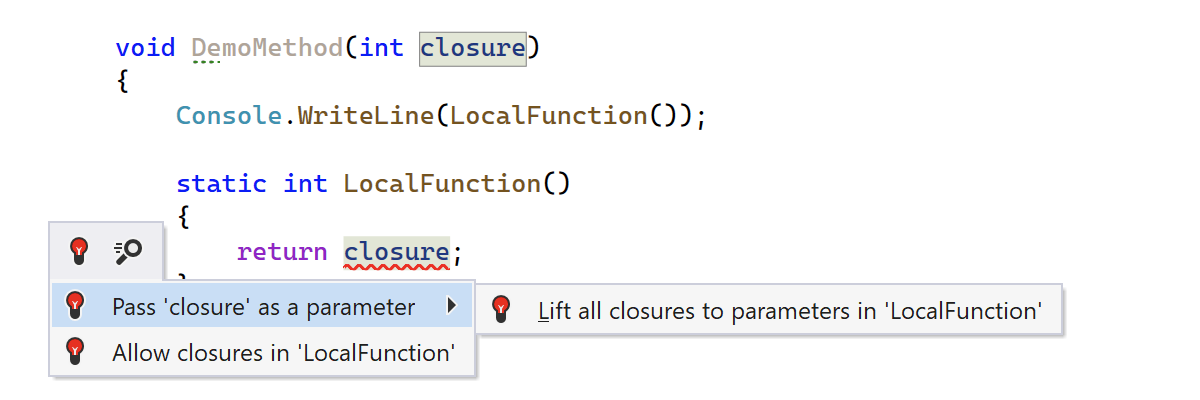 void DemoMethod(int closure)
{
Console.WriteLine(LocalFunction());
static int LocalFunction()
{
return closure;
Pass 'closure' as a parameter
Lift all closures to parameters in 'LocalFunction'
Allow closures in 'LocalFunction'